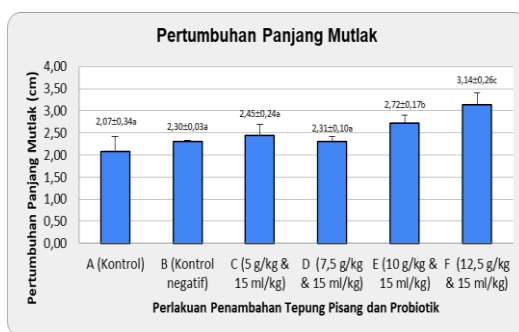 Pertumbuhan Panjang Mutlak
Pertumbuhan Panjang Mutlak (cm)
4,00
3,50
3,00
2,50
2,00
1,50
1,00
0,50
0,00
2,07±0,34a
2,30±0,03a
2,45±0,24a
2,31±0,10a
2,72±0,17b
3,14±0,26c
A (Kontrol)
B (Kontrol
negatif)
C (5 g/kg &
15 ml/kg)
D (7,5 g/kg
& 15 ml/kg)
E (10 g/kg &
15 ml/kg)
F (12,5 g/kg
& 15 ml/kg)
Perlakuan Penambahan Tepung Pisang dan Probiotik